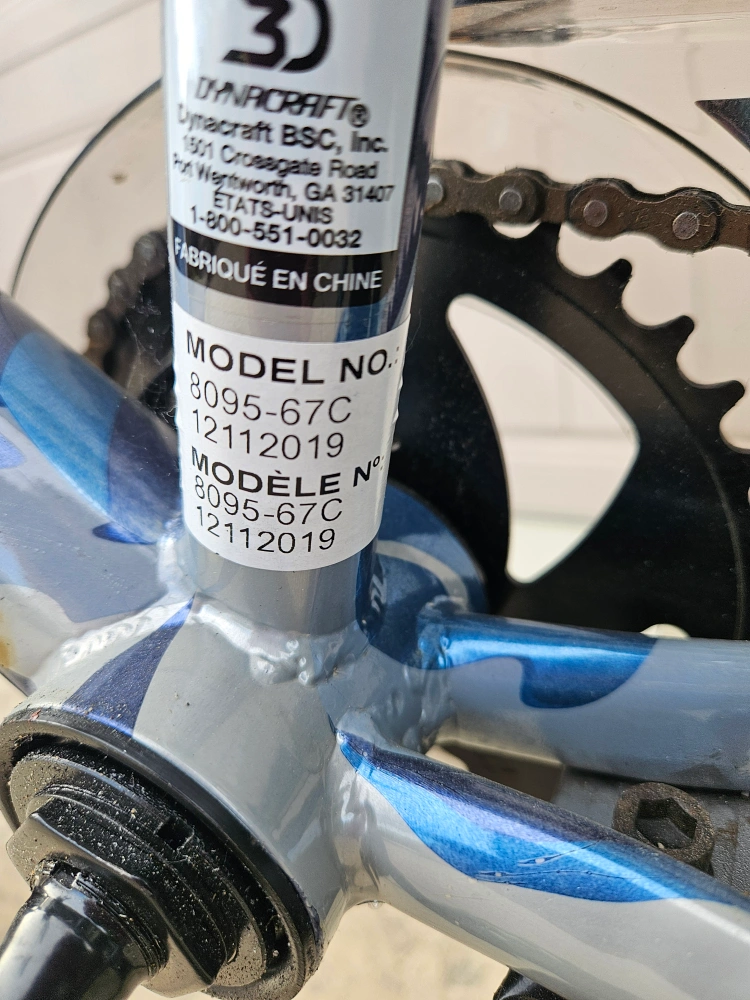 DYNACRAFT®
Dynacraft BSC, Inc.
1501 Crossgate Road
Port Wentworth, GA 31407
ÉTATS-UNIS
1-800-551-0032
FABRIQUÉ EN CHINE
MODEL NO.:
8095-67C
12112019
MODÈLE Nº:
8095-67C
12112019